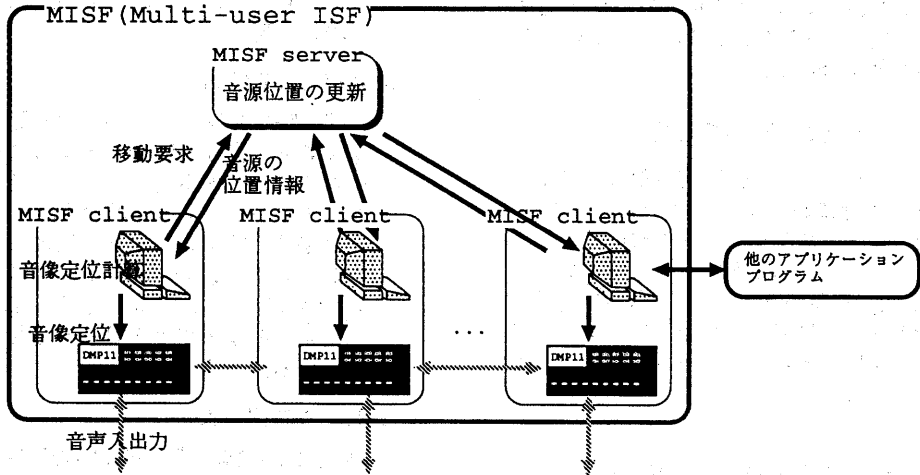 MISF(Multi-user ISF)
MISF server
音源位置の更新
移動要求
音源の
位置情報
MISF client
MISF client
MISF client
音像定位計算
他のアプリケーション
プログラム
音像定位
...
DMP11
DMP11
DMP11
音声入出力